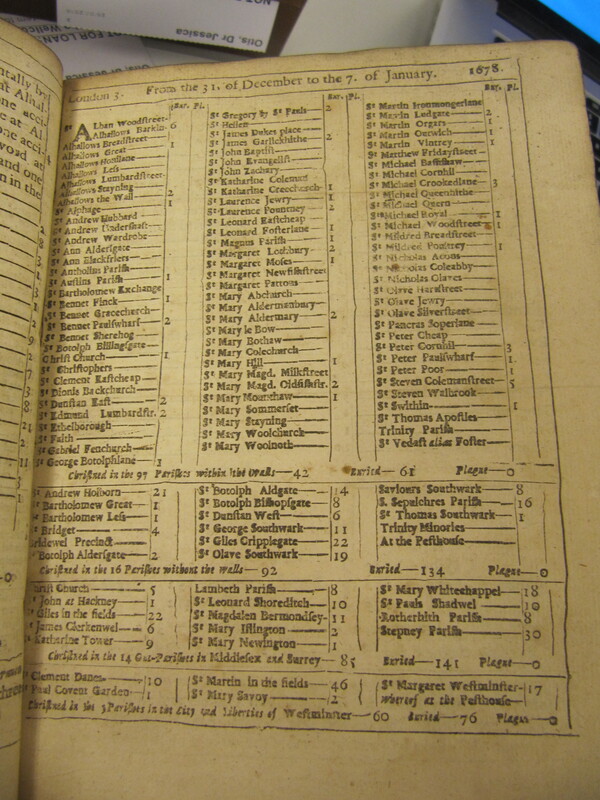 Otis, Dr Jessica
FOR LOAN
London 3. From the 31. of December to the 7. of January. 1678.
Bur. Pl.
St Alban Woodstreet
Alhallows Barkin 6
Alhallows Breadstreet 1
Alhallows Great 1
Alhallows Honilane
Alhallows Less
Alhallows Lumbardstreet
Alhallows Stayning 2
Alhallows the Wall 1
St Alphage
St Andrew Hubbard
St Andrew Undershaft
St Andrew Wardrobe
St Ann Aldersgate
St Ann Blackfriers
St Antholins Parish
St Austins Parish 1
St Bartholomew Exchange
St Bennet Finck 1
St Bennet Gracechurch
St Bennet Paulswharf 2
St Bennet Sherehog
St Botolph Billingsgate
Christ Church 1
St Christophers
St Clement Eastcheap
St Dionis Backchurch
St Dunstan East 2
St Edmund Lumbardstr. 2
St Ethelborough
St Faith
St Gabriel Fenchurch
St George Botolphlane 3
Bur. Pl.
St Gregory by St Pauls 2
St Hellen
St James Dukes place 2
St James Garlickhithe
St John Baptist
St John Evangelist
St John Zachary
St Katharine Coleman
St Katharine Creechurch 1
St Laurence Jewry 1
St Laurence Pountney 2
St Leonard Eastcheap
St Leonard Fosterlane 1
St Magnus Parish 1
St Margaret Lothbury 2
St Margaret Moses 1
St Margaret Newfishstreet
St Margaret Pattons
St Mary Abchurch
St Mary Aldermanbury
St Mary Aldermary 2
St Mary le Bow
St Mary Bothaw
St Mary Colechurch
St Mary Hill 1
St Mary Magd. Milkstreet
St Mary Magd. Oldfishstr. 2
St Mary Mounthaw 1
St Mary Sommerset
St Mary Stayning
St Mary Woolchurck
St Mary Woolnoth
Bur. Pl.
St Martin Ironmongerlane
St Martin Ludgate 2
St Martin Orgars 1
St Martin Outwich 1
St Martin Vintrey 1
St Matthew Fridaystreet
St Michael Bassishaw
St Michael Cornhil
St Michael Crookedlane 3
St Michael Queenhithe
St Michael Quern
St Michael Royal 1
St Michael Woodstreet 1
St Mildred Breadstreet
St Mildred Poultrey 1
St Nicholas Acons
St Nicholas Coleabby
St Nicholas Olaves
St Olave Hartstreet
St Olave Jewry
St Olave Silverstreet
St Pancras Soperlane
St Peter Cheap
St Peter Cornhil 3
St Peter Paulswharf 1
St Peter Poor 1
St Steven Colemanstreet 5
St Steven Walbrook
St Swithin 1
St Thomas Apostles
Trinity Parish
St Vedast alias Foster
Christned in the 97 Parishes within the Walls 42 Buried 61 Plague 0
St Andrew Holborn 21
St Bartholomew Great 1
St Bartholomew Less 1
St Bridget 4
Bridewel Precinct
St Botolph Aldersgate 2
St Botolph Aldgate 14
St Botolph Bishopsgate 8
St Dunstan West 6
St George Southwark 11
St Giles Cripplegate 22
St Olave Southwark 19
Saviours Southwark 8
S. Sepulchres Parish 16
St Thomas Southwark 1
Trinity Minories
At the Pesthouse
Christned in the 16 Parishes without the Walls 92 Buried 134 Plague 0
Christ Church 5
St John at Hackney 1
St Giles in the fields 22
St James Clerkenwel 6
St Katherine Tower 9
Lambeth Parish 8
St Leonard Shoreditch 10
St Magdalen Bermondsey 11
St Mary Islington 2
St Mary Newington 1
St Mary Whitechappel 18
St Pauls Shadwel 10
Rotherhith Parish 8
Stepney Parish 30
Christned in the 14 Out-Parishes in Middlesex and Surrey 85 Buried 141 Plague 0
St Clement Danes 10
St Paul Covent Garden 1
St Martin in the fields 46
St Mary Savoy 2
St Margaret Westminster 17
Whereof at the Pesthouse
Christned in the 5 Parishes in the City and Liberties of Westminster 60 Buried 76 Plague 0